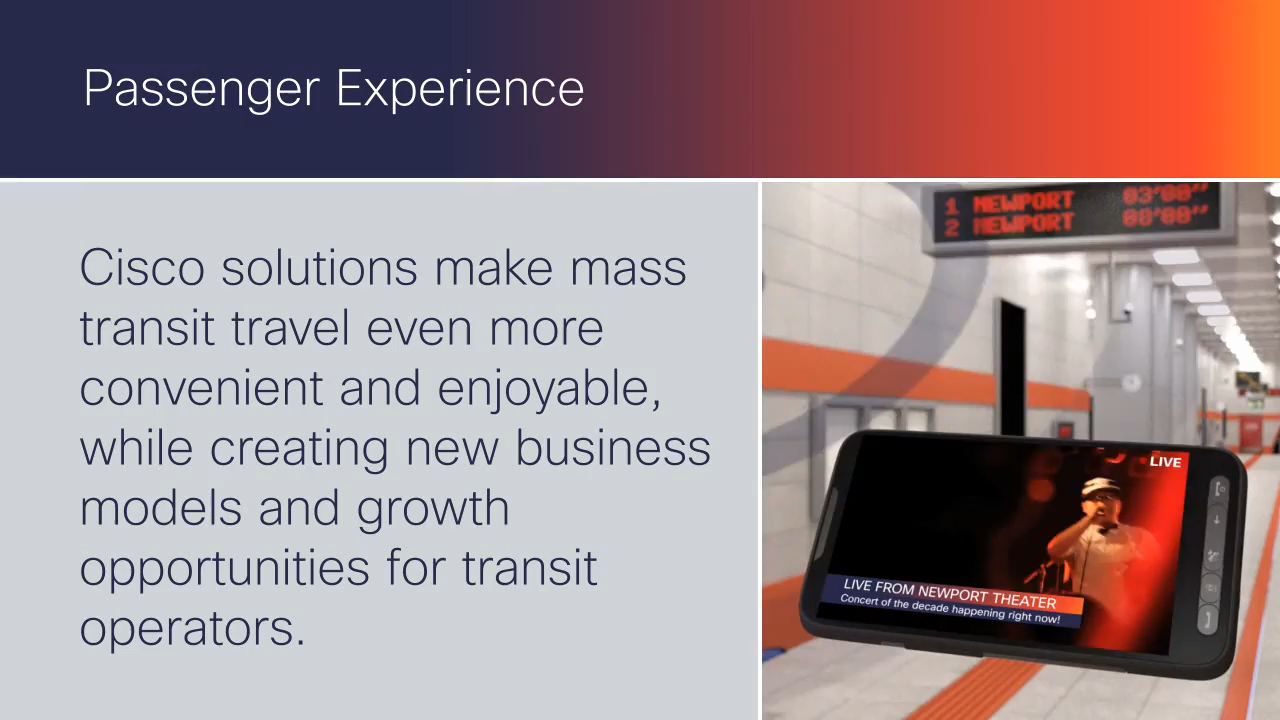 Passenger Experience
Cisco solutions make mass
transit travel even more
convenient and enjoyable,
while creating new business
models and growth
opportunities for transit
operators.
1 NEWPORT 03'00"
2 NEWPORT 00'00"
LIVE
LIVE FROM NEWPORT THEATER
Concert of the decade happening right now!